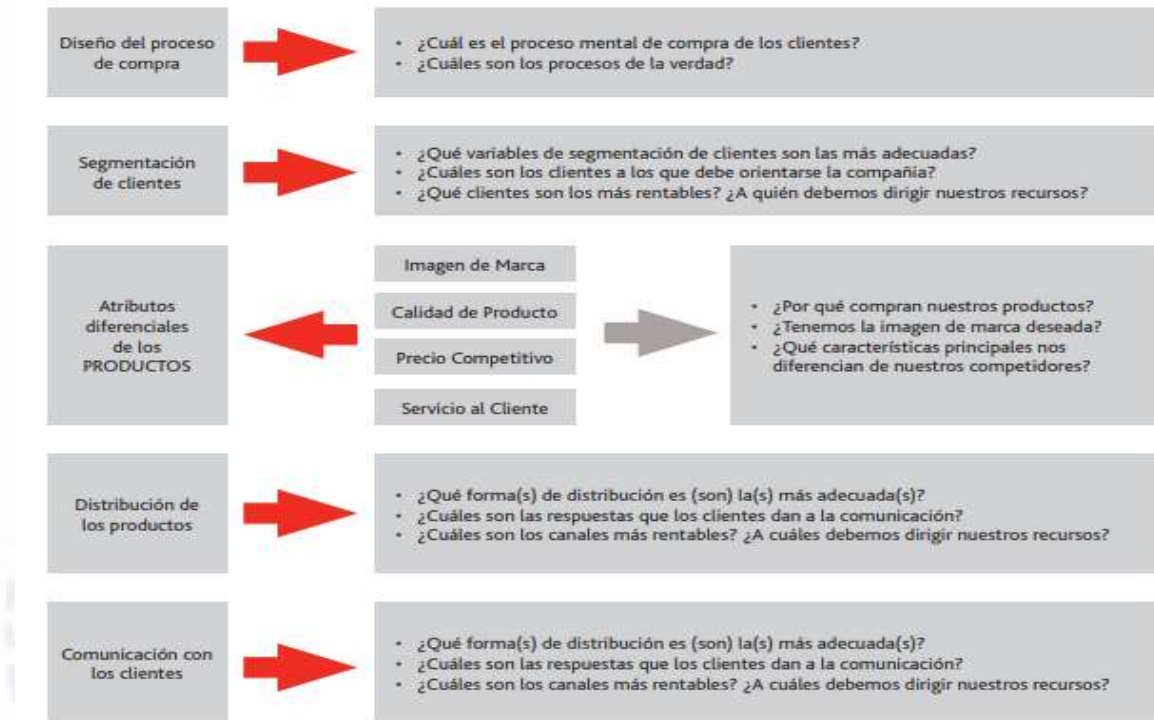 Diseño del proceso
de compra
• ¿Cuál es el proceso mental de compra de los clientes?
• ¿Cuáles son los procesos de la verdad?
Segmentación
de clientes
• ¿Qué variables de segmentación de clientes son las más adecuadas?
• ¿Cuáles son los clientes a los que debe orientarse la compañía?
• ¿Qué clientes son los más rentables? ¿A quién debemos dirigir nuestros recursos?
Atributos
diferenciales
de los
PRODUCTOS
Imagen de Marca
Calidad de Producto
Precio Competitivo
Servicio al Cliente
• ¿Por qué compran nuestros productos?
• ¿Tenemos la imagen de marca deseada?
• ¿Qué características principales nos
diferencian de nuestros competidores?
Distribución de
los productos
• ¿Qué forma(s) de distribución es (son) la(s) más adecuada(s)?
• ¿Cuáles son las respuestas que los clientes dan a la comunicación?
• ¿Cuáles son los canales más rentables? ¿A cuáles debemos dirigir nuestros recursos?
Comunicación con
los clientes
• ¿Qué forma(s) de distribución es (son) la(s) más adecuada(s)?
• ¿Cuáles son las respuestas que los clientes dan a la comunicación?
• ¿Cuáles son los canales más rentables? ¿A cuáles debemos dirigir nuestros recursos?